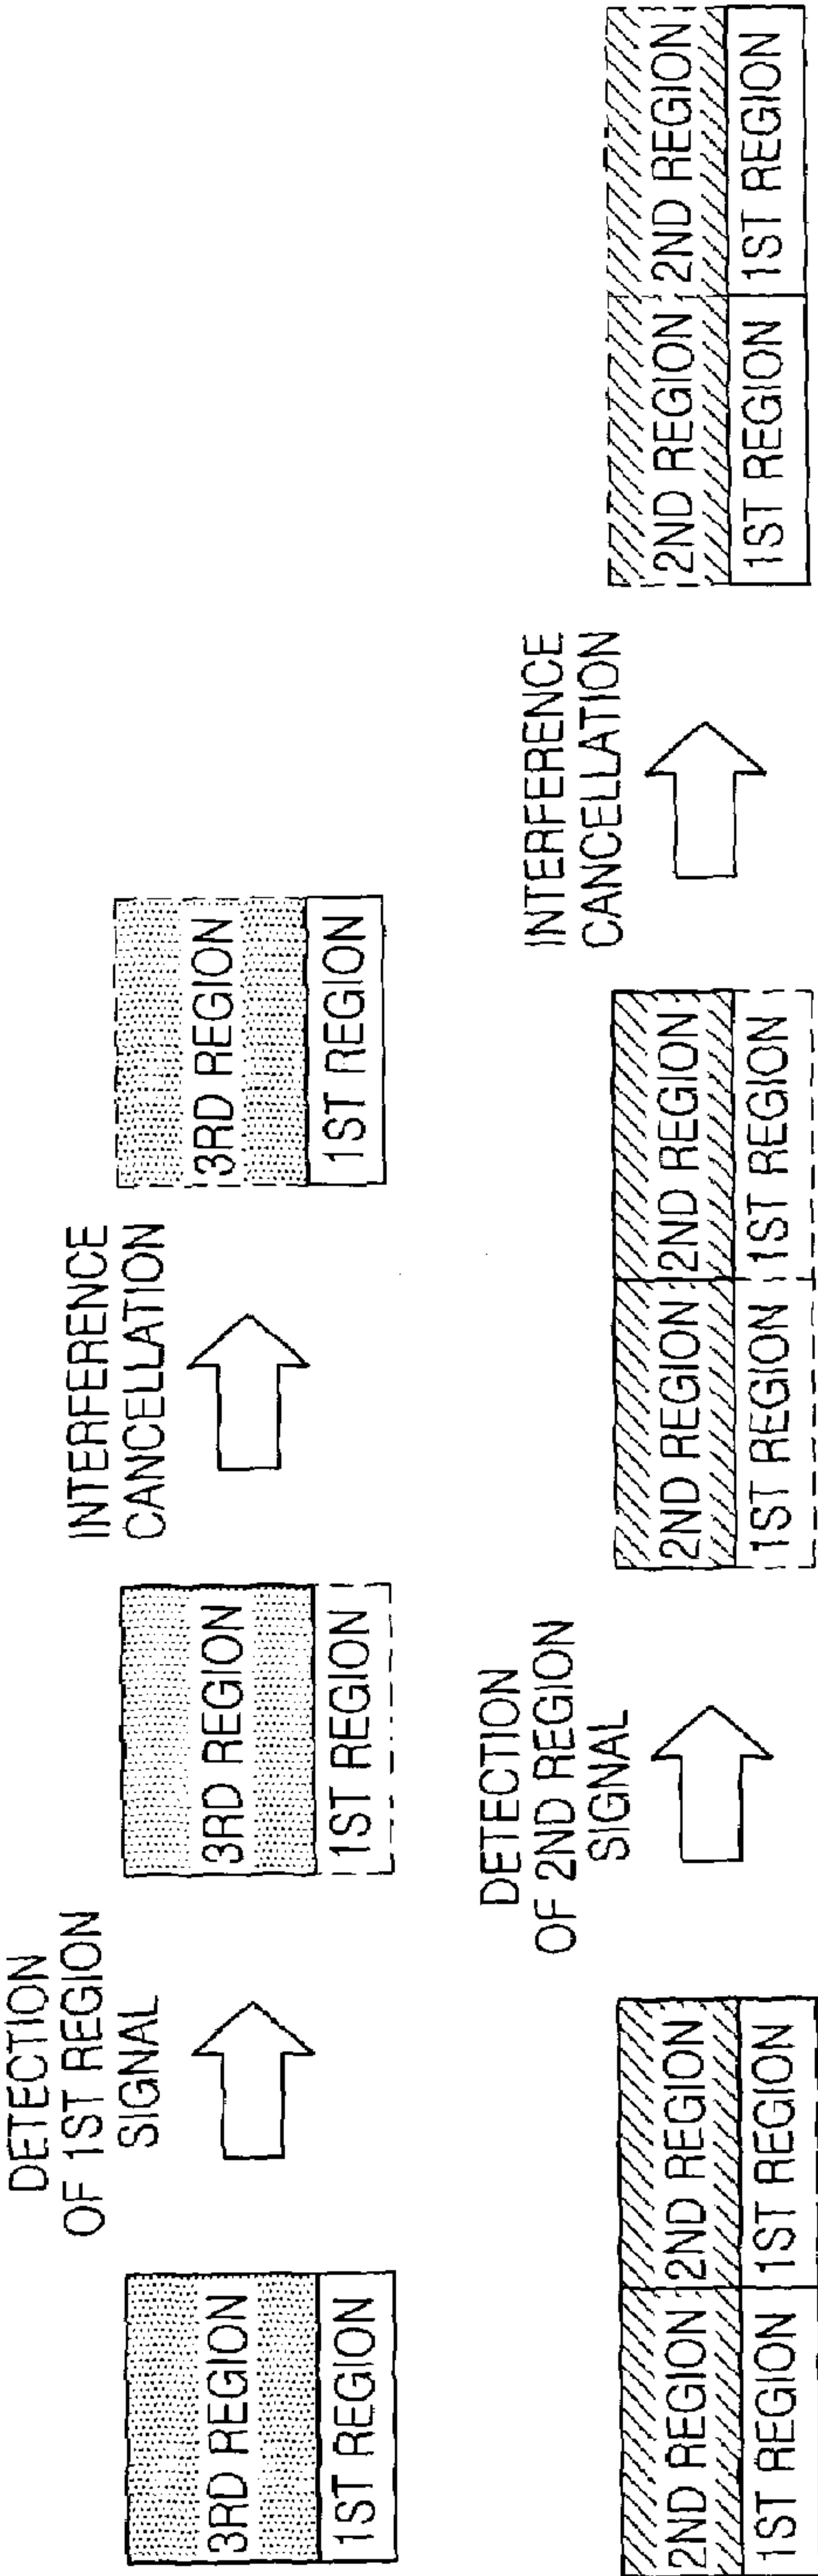 DETECTION
OF 1ST REGION
SIGNAL
INTERFERENCE
CANCELLATION
3RD REGION
1ST REGION
3RD REGION
1ST REGION
3RD REGION
1ST REGION
DETECTION
OF 2ND REGION
SIGNAL
INTERFERENCE
CANCELLATION
2ND REGION 2ND REGION
1ST REGION 1ST REGION
2ND REGION 2ND REGION
1ST REGION 1ST REGION
2ND REGION 2ND REGION
1ST REGION 1ST REGION